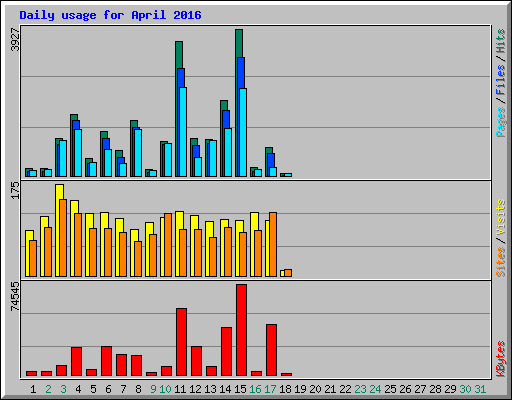 Daily usage for April 2016
3927
Pages / Files / Hits
175
Sites / Visits
74545
KBytes
1 2 3 4 5 6 7 8 9 10 11 12 13 14 15 16 17 18 19 20 21 22 23 24 25 26 27 28 29 30 31